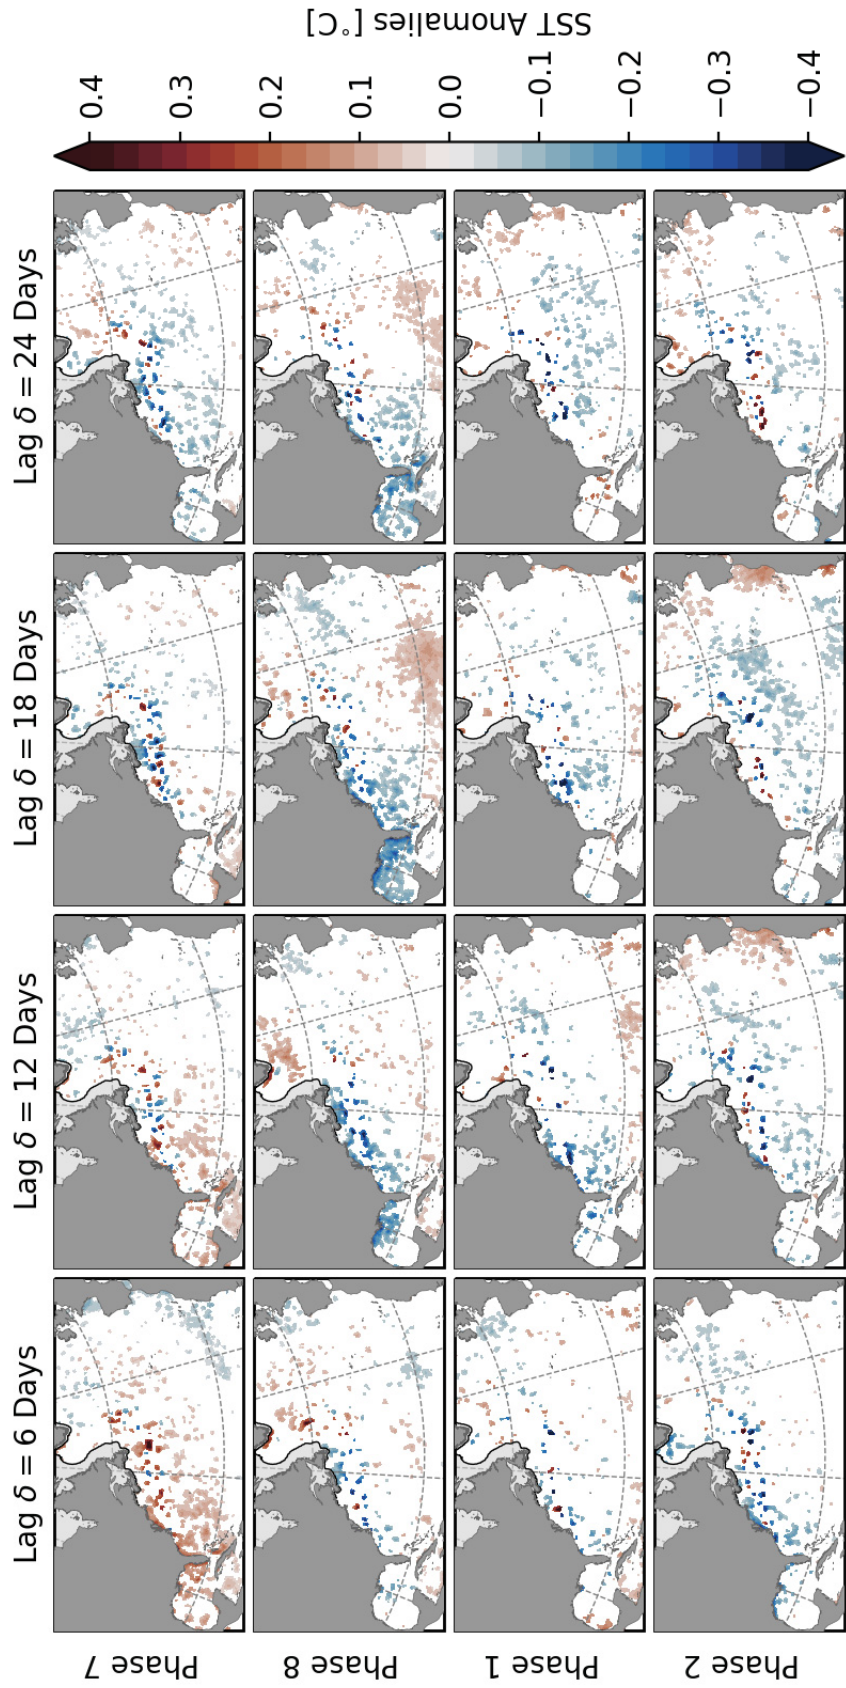 Lag δ = 6 Days
Lag δ = 12 Days
Lag δ = 18 Days
Lag δ = 24 Days
Phase 7
Phase 8
Phase 1
Phase 2
0.4
0.3
0.2
0.1
0.0
−0.1
−0.2
−0.3
−0.4
SST Anomalies [°C]